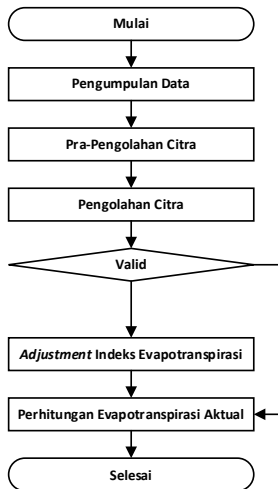 Mulai
Pengumpulan Data
Pra-Pengolahan Citra
Pengolahan Citra
Valid
Adjustment Indeks Evapotranspirasi
Perhitungan Evapotranspirasi Aktual
Selesai